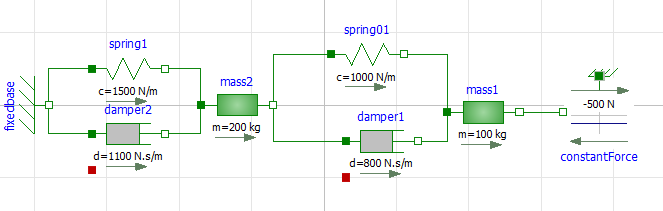 spring1
c=1500 N/m
damper2
d=1100 N.s/m
fixedbase
mass2
m=200 kg
spring01
c=1000 N/m
damper1
d=800 N.s/m
mass1
m=100 kg
-500 N
constantForce